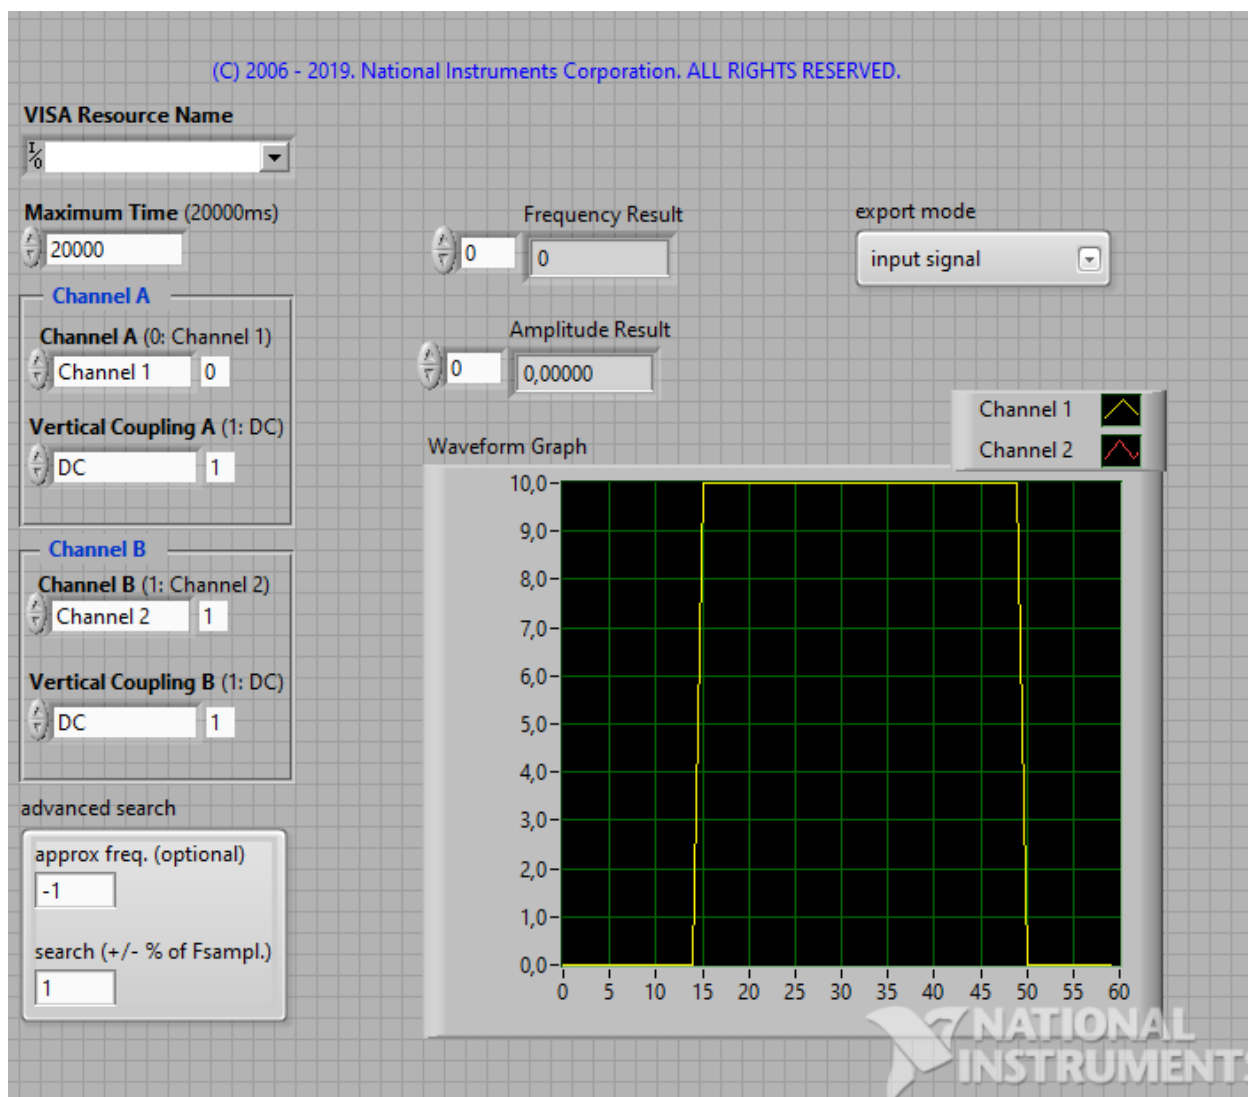 (C) 2006 - 2019. National Instruments Corporation. ALL RIGHTS RESERVED.
VISA Resource Name
I/O
Maximum Time (20000ms)
20000
Channel A
Channel A (0: Channel 1)
Channel 1 0
Vertical Coupling A (1: DC)
DC 1
Channel B
Channel B (1: Channel 2)
Channel 2 1
Vertical Coupling B (1: DC)
DC 1
advanced search
approx freq. (optional)
-1
search (+/- % of Fsampl.)
1
Frequency Result
0 0
Amplitude Result
0 0,00000
export mode
input signal
Channel 1
Channel 2
Waveform Graph
10,0
9,0
8,0
7,0
6,0
5,0
4,0
3,0
2,0
1,0
0,0
0 5 10 15 20 25 30 35 40 45 50 55 60
NATIONAL
INSTRUMENTS